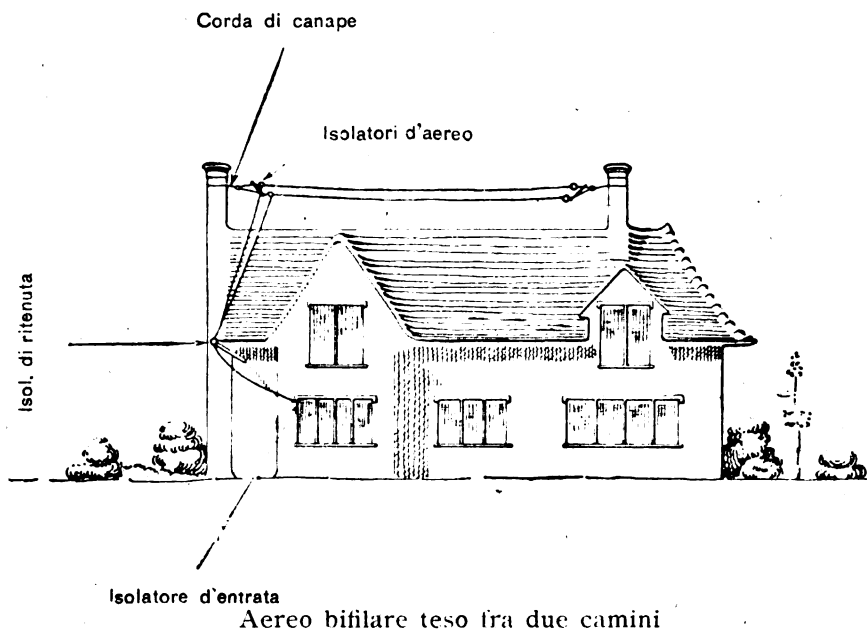 Corda di canape
Isolatori d'aereo
Isol. di ritenuta
Isolatore d'entrata
Aereo bifilare teso fra due camini